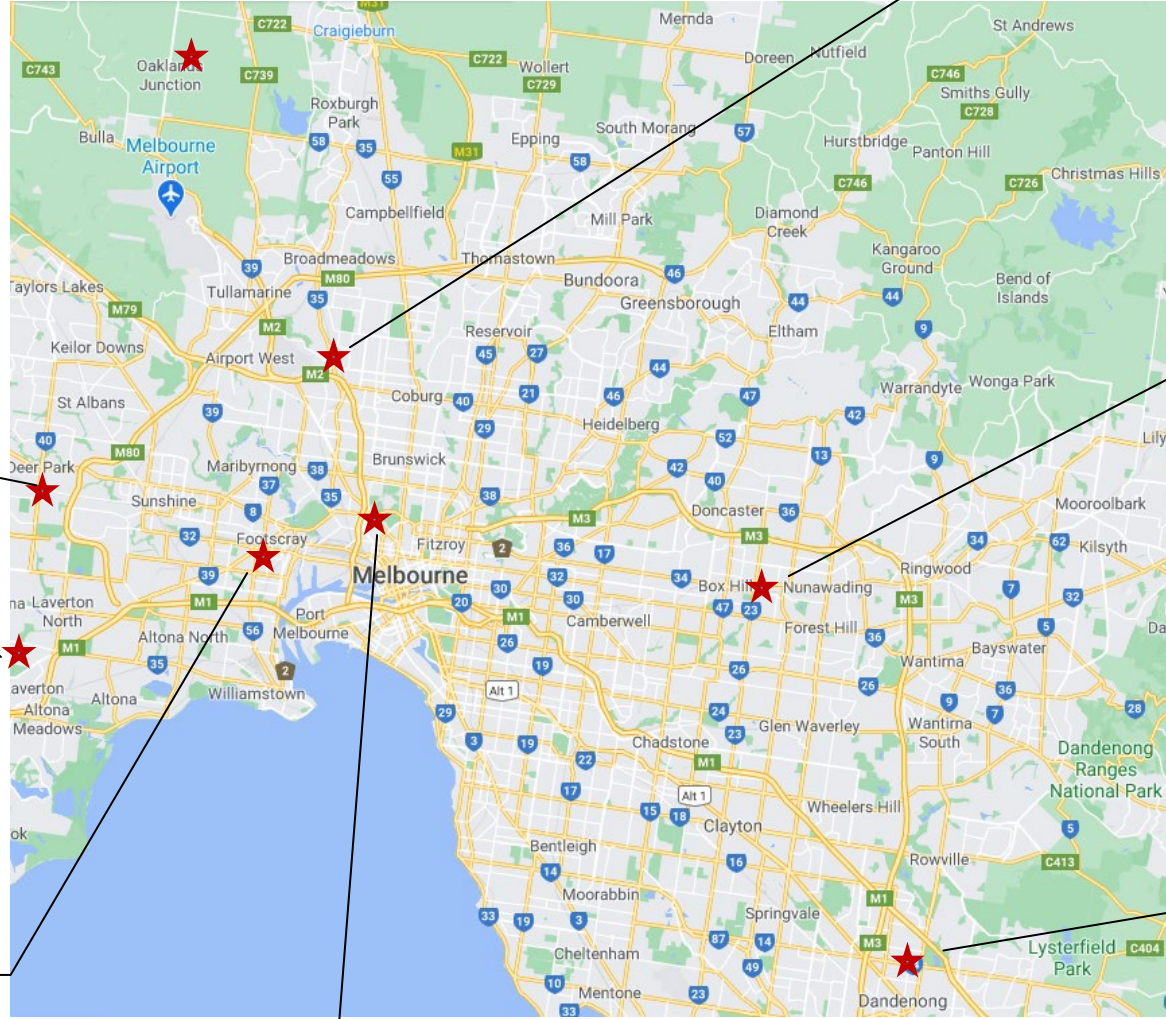 M31
C722
Craigieburn
Mernda
St Andrews
C743
Oaklands
Junction
C739
C722
Wollert
C729
Doreen
Nutfield
C746
Smiths Gully
C728
Roxburgh
Park
Bulla
Melbourne
Airport
58
35
M31
Epping
South Morang
58
57
Hurstbridge
Panton Hill
55
C746
C726
Christmas Hills
Campbellfield
Mill Park
Diamond
Creek
Kangaroo
Ground
39
Broadmeadows
M80
Thomastown
Bundoora
46
Taylors Lakes
Tullamarine
35
Greensborough
44
44
Bend of
Islands
M79
M2
Reservoir
Eltham
9
Keilor Downs
Airport West
45
27
44
M2
St Albans
Coburg
40
21
46
47
Warrandyte
Wonga Park
39
29
Heidelberg
42
40
M80
52
13
9
Lily
Deer Park
Maribyrnong
38
Brunswick
42
40
37
35
38
Sunshine
8
Doncaster
36
Mooroolbark
32
Footscray
Fitzroy
2
M3
M3
34
62
Kilsyth
36
17
39
Melbourne
32
34
Box Hill
Nunawading
Ringwood
7
32
na Laverton
North
M1
20
30
30
47
23
M3
Port
Melbourne
M1
Camberwell
Forest Hill
36
5
Da
M1
Altona North
56
26
Bayswater
35
2
19
26
Wantirna
averton
Altona
Meadows
Altona
Williamstown
Alt 1
26
9
36
7
28
29
24
23
Glen Waverley
Wantirna
South
3
19
Chadstone
22
M1
Dandenong
Ranges
National Park
17
Alt 1
15
18
Wheelers Hill
Clayton
5
ok
Bentleigh
16
Rowville
C413
14
Moorabbin
M1
33
19
3
Springvale
87
14
M3
Lysterfield
Park
C404
Cheltenham
49
10
Mentone
23
33
Dandenong